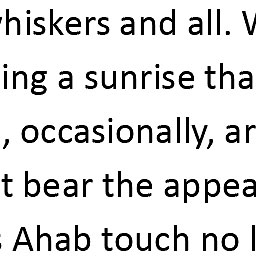 whiskers and all. W
ing a sunrise tha
, occasionally, ar
t bear the appea
s Ahab touch no